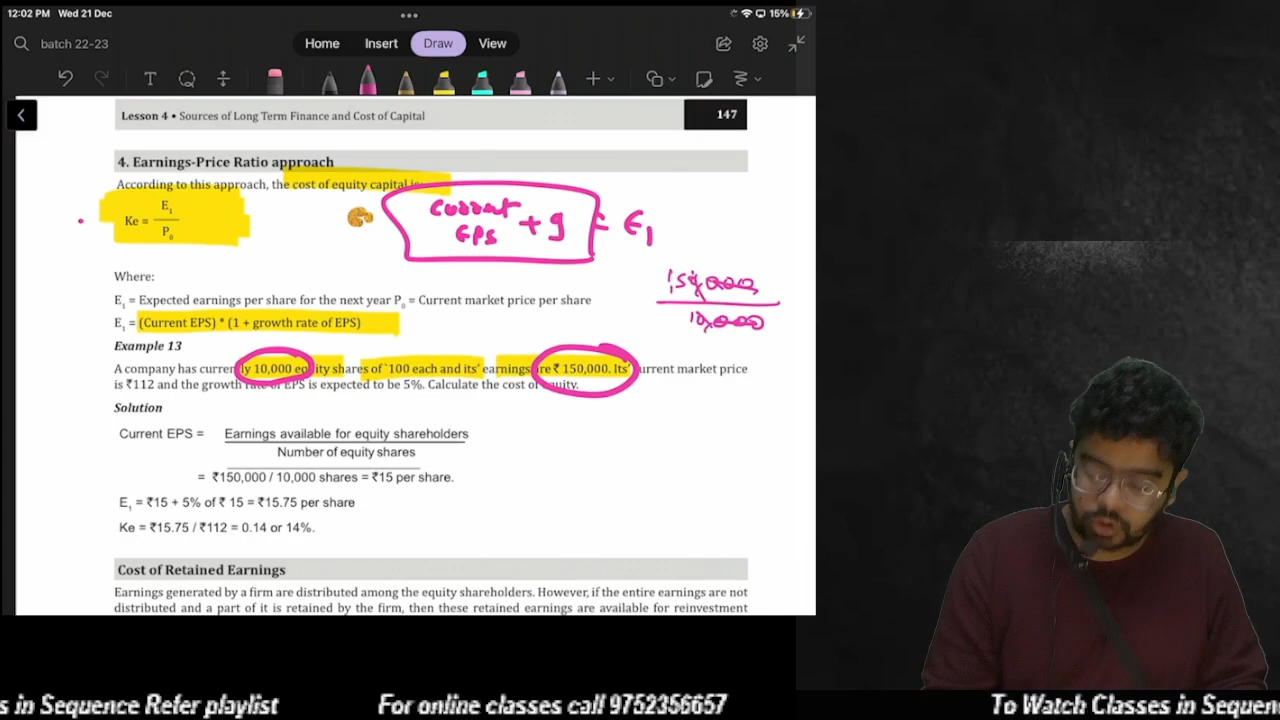 12:02 PM Wed 21 Dec
15%
batch 22-23
Home Insert Draw View
Lesson 4 • Sources of Long Term Finance and Cost of Capital 147
4. Earnings-Price Ratio approach
According to this approach, the cost of equity capital is
Ke = E1
P0
Current
EPS + g = E1
150,000
10,000
Where:
E1 = Expected earnings per share for the next year P0 = Current market price per share
E1 = (Current EPS) * (1 + growth rate of EPS)
Example 13
A company has currently 10,000 equity shares of `100 each and its' earnings are ₹ 150,000. Its' current market price
is ₹112 and the growth rate of EPS is expected to be 5%. Calculate the cost of equity.
Solution
Current EPS = Earnings available for equity shareholders
Number of equity shares
= ₹150,000 / 10,000 shares = ₹15 per share.
E1 = ₹15 + 5% of ₹ 15 = ₹15.75 per share
Ke = ₹15.75 / ₹112 = 0.14 or 14%.
Cost of Retained Earnings
Earnings generated by a firm are distributed among the equity shareholders. However, if the entire earnings are not
distributed and a part of it is retained by the firm, then these retained earnings are available for reinvestment
s in Sequence Refer playlist For online classes call 9752356657 To Watch Classes in Sequen